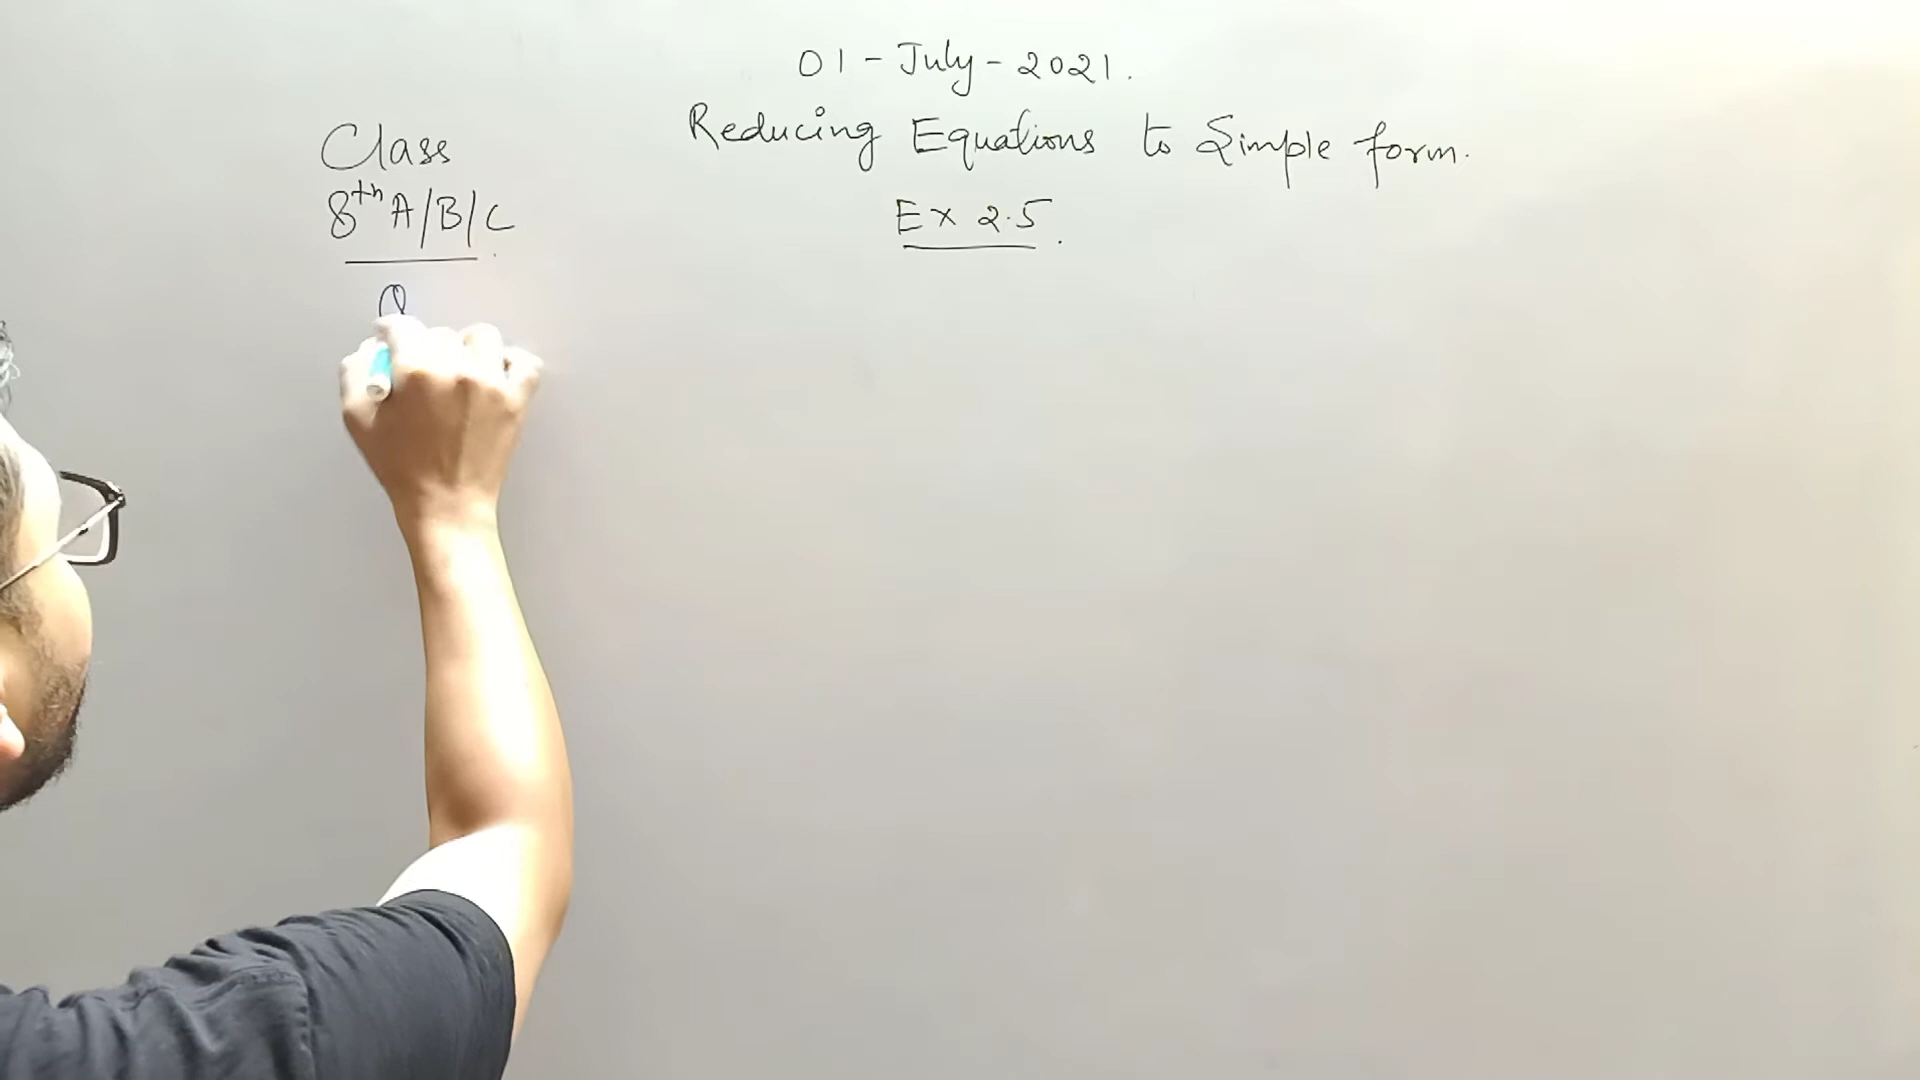 01-July-2021.
Reducing Equations to Simple form.
Ex 2.5.
Class
8th A/B/C
Q